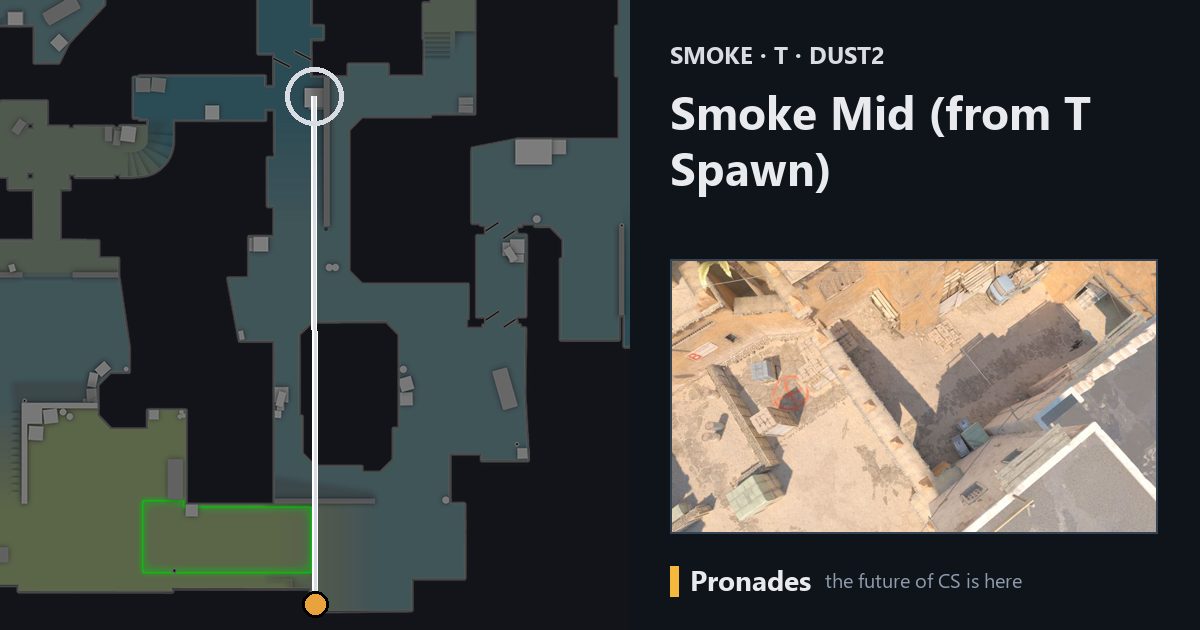 SMOKE · T · DUST2
Smoke Mid (from T
Spawn)
Pronades the future of CS is here